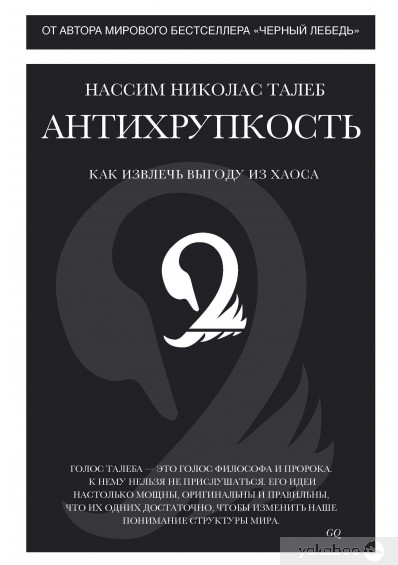 ОТ АВТОРА МИРОВОГО БЕСТСЕЛЛЕРА «ЧЕРНЫЙ ЛЕБЕДЬ»
НАССИМ НИКОЛАС ТАЛЕБ
АНТИХРУПКОСТЬ
КАК ИЗВЛЕЧЬ ВЫГОДУ ИЗ ХАОСА
ГОЛОС ТАЛЕБА — ЭТО ГОЛОС ФИЛОСОФА И ПРОРОКА.
К НЕМУ НЕЛЬЗЯ НЕ ПРИСЛУШАТЬСЯ. ЕГО ИДЕИ
НАСТОЛЬКО МОЩНЫ, ОРИГИНАЛЬНЫ И ПРАВИЛЬНЫ,
ЧТО ИХ ОДНИХ ДОСТАТОЧНО, ЧТОБЫ ИЗМЕНИТЬ НАШЕ
ПОНИМАНИЕ СТРУКТУРЫ МИРА.
GQ